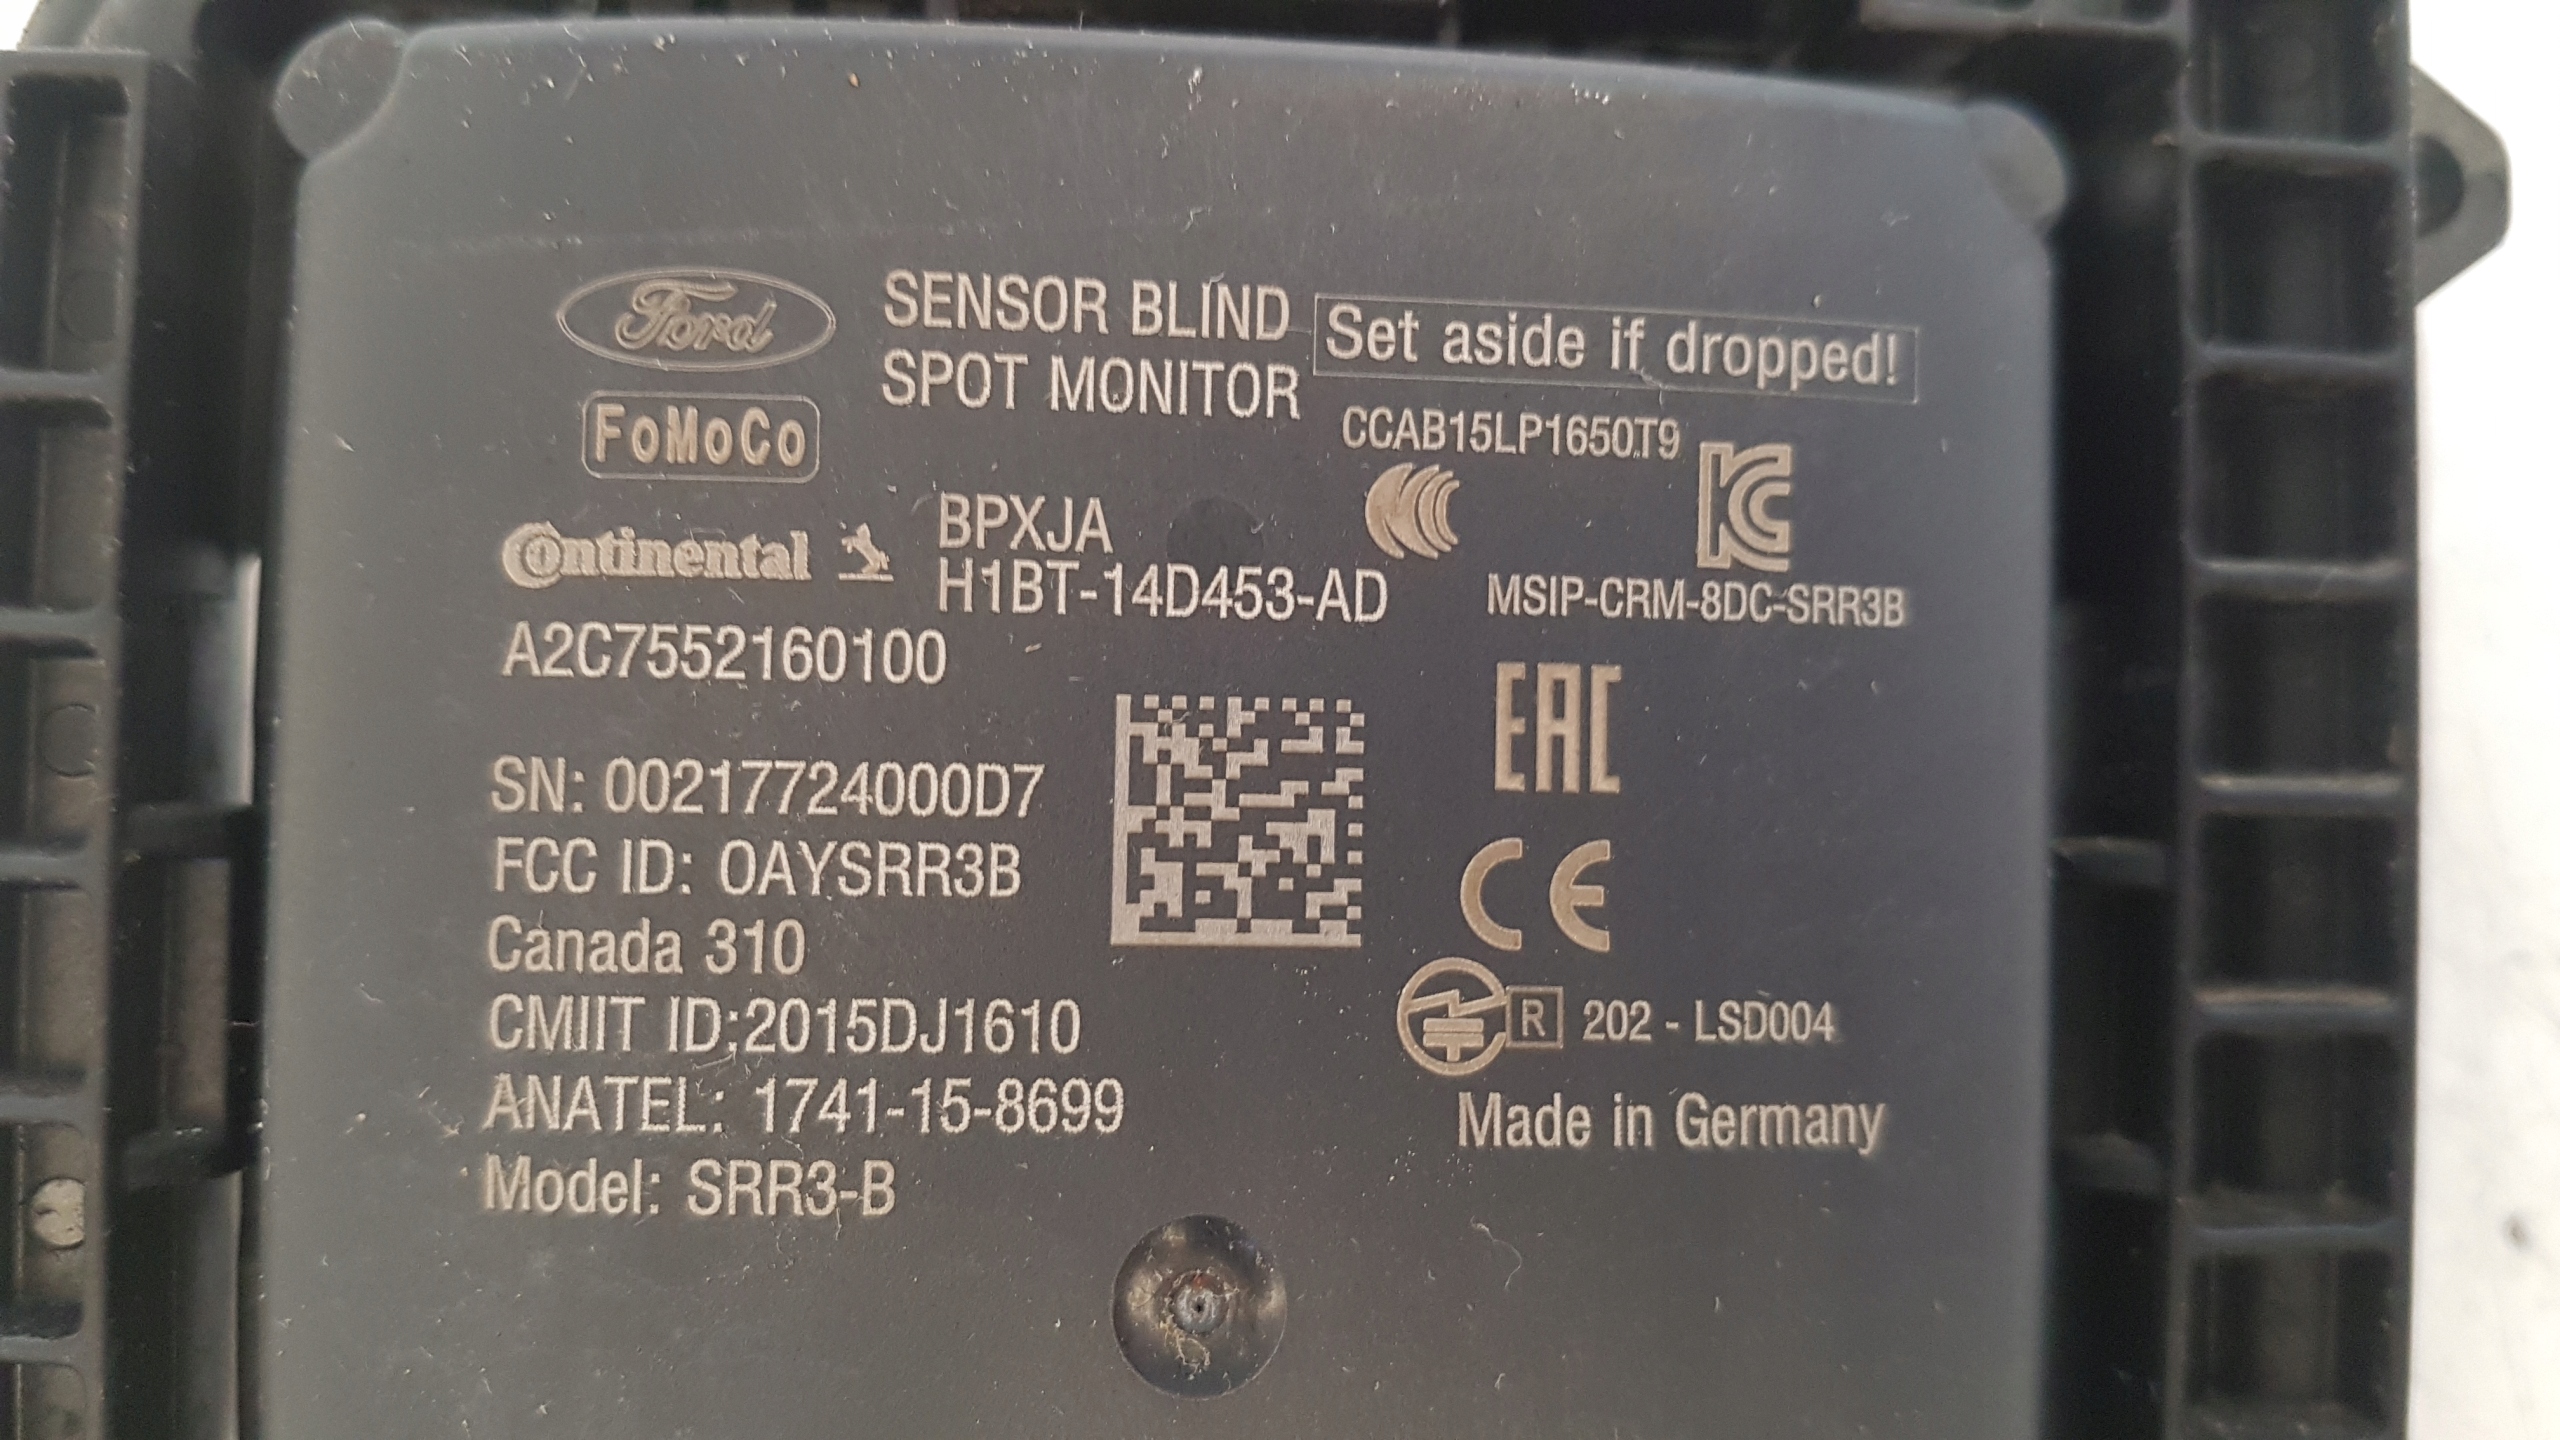 Ford
SENSOR BLIND
SPOT MONITOR
Set aside if dropped!
FoMoCo
CCAB15LP1650T9
Continental
BPXJA
H1BT-14D453-AD
MSIP-CRM-8DC-SRR3B
A2C7552160100
EAC
SN: 00217724000D7
FCC ID: OAYSRR3B
CE
Canada 310
CMIIT ID:2015DJ1610
R 202 - LSD004
ANATEL: 1741-15-8699
Made in Germany
Model: SRR3-B